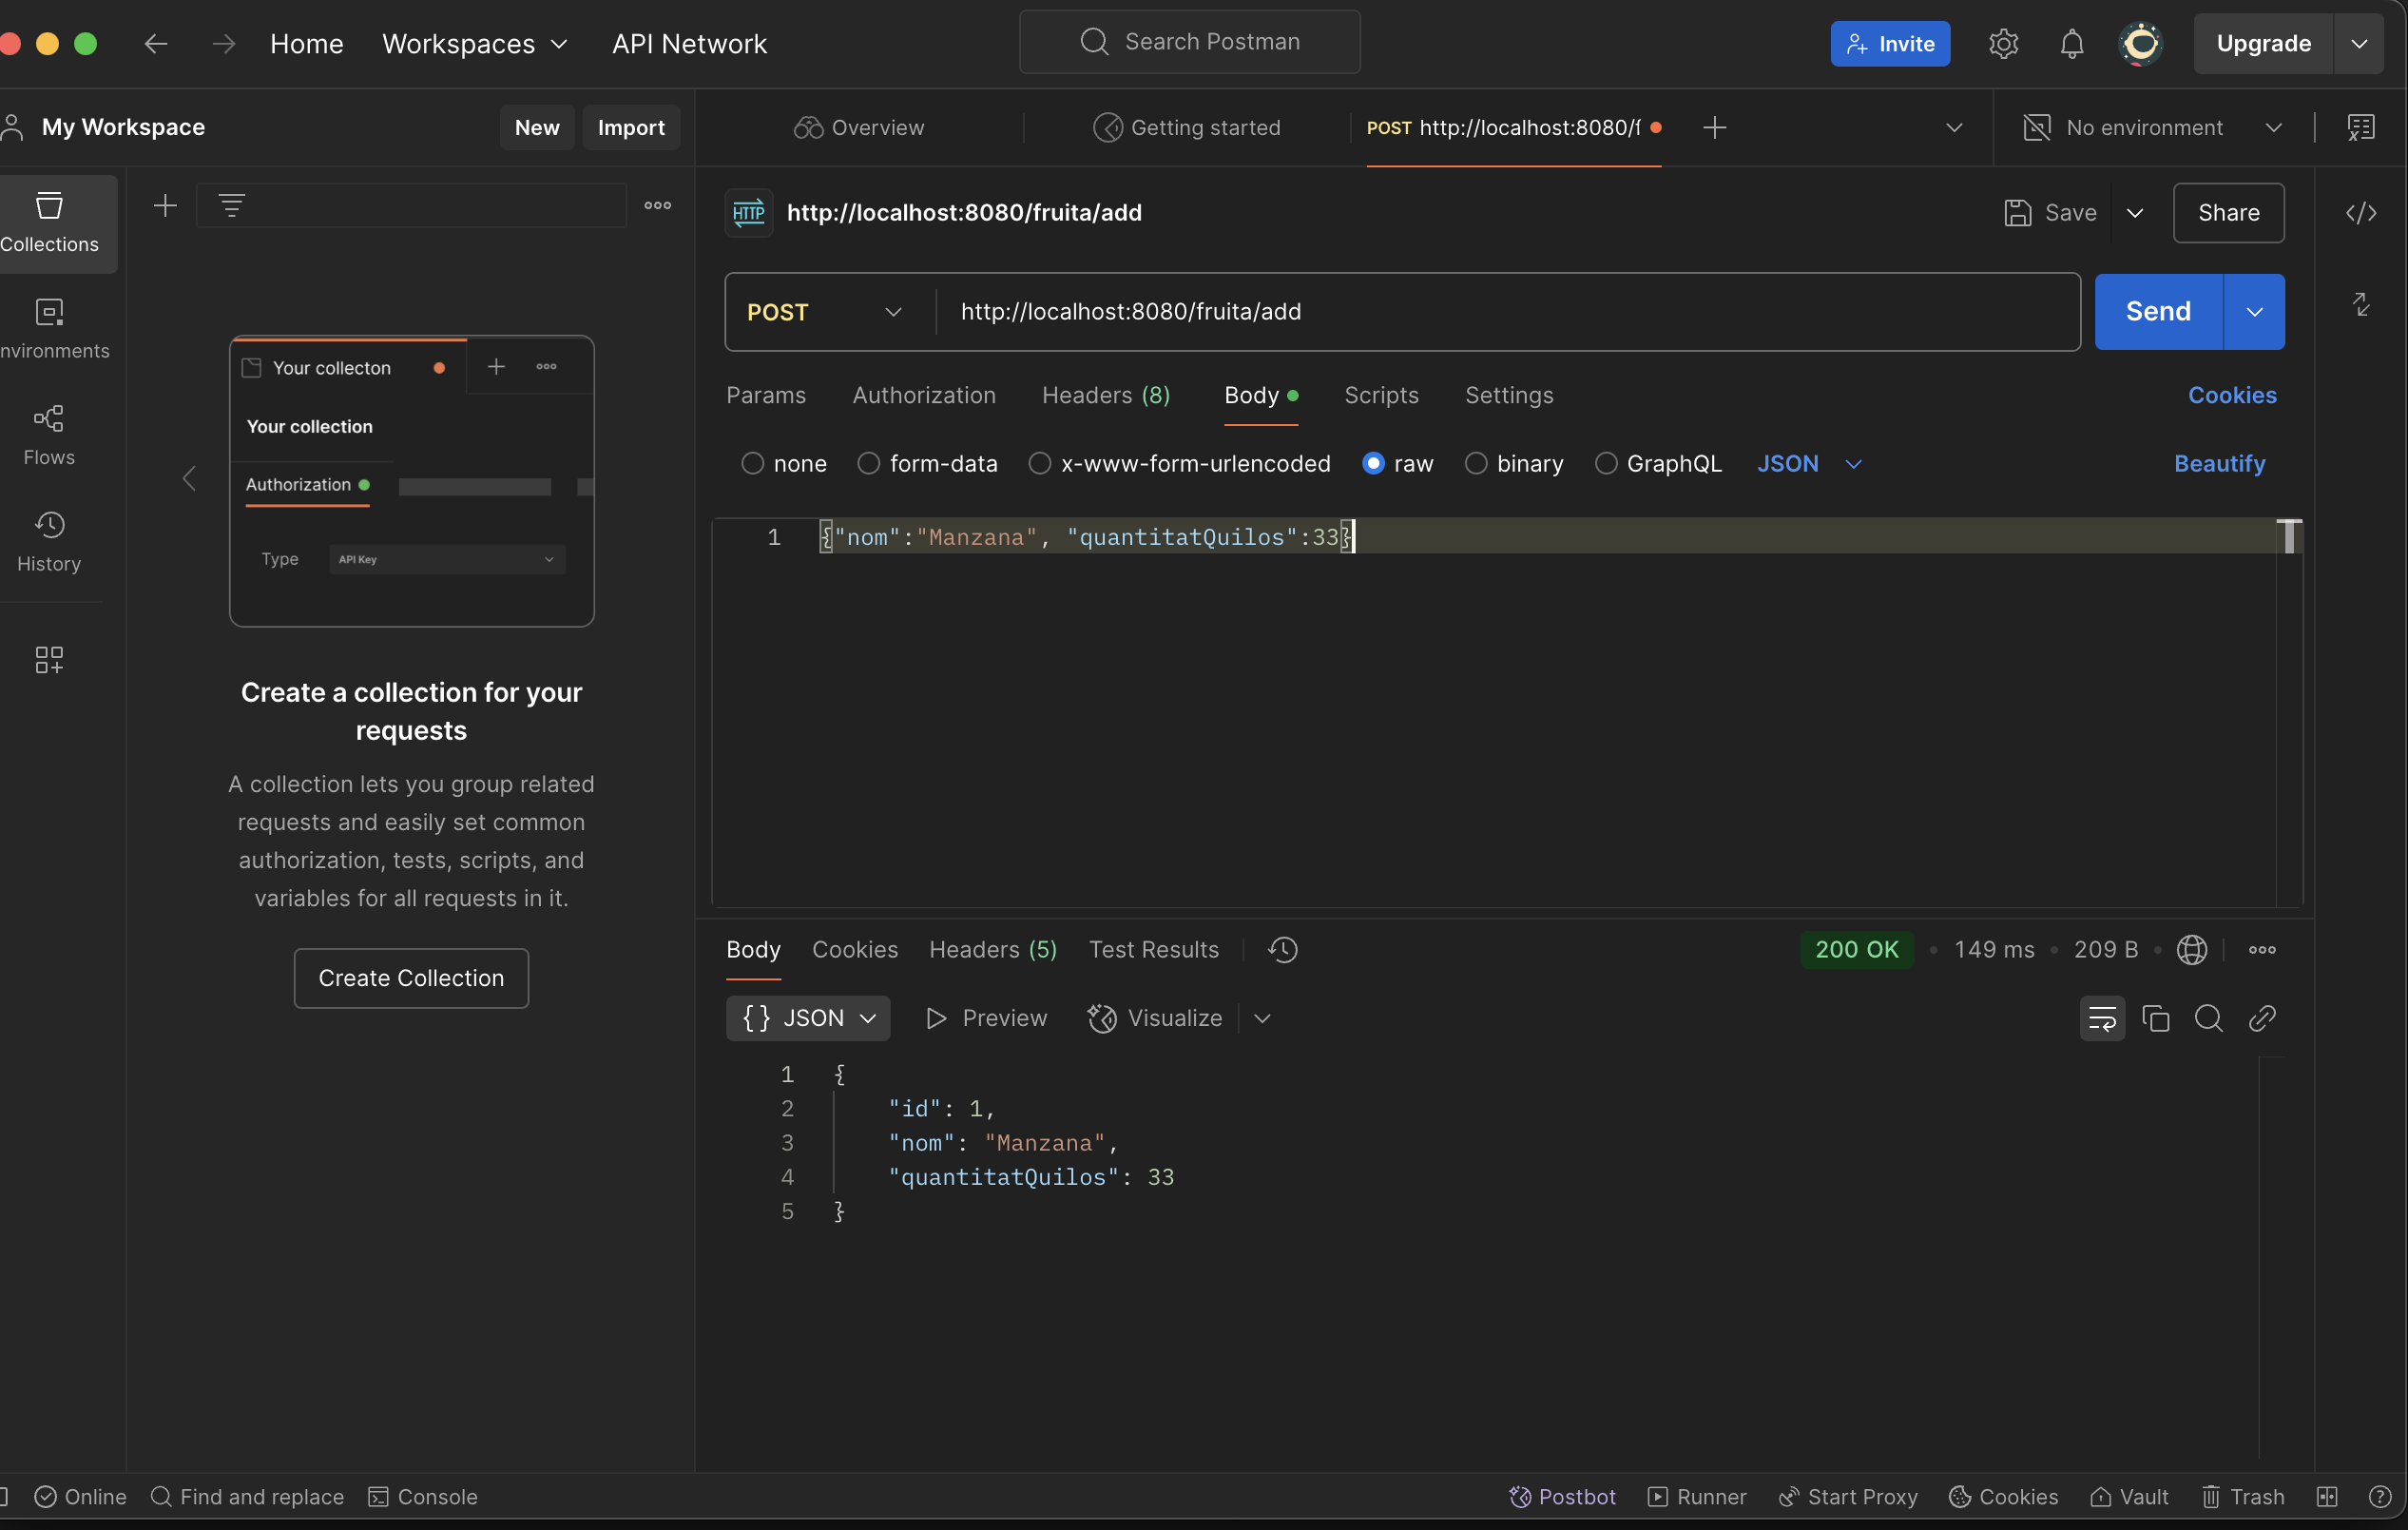 Home Workspaces API Network Search Postman Invite Upgrade
My Workspace New Import Overview Getting started POST http://localhost:8080/f No environment
Collections
nvironments
Flows
History
Your collecton
Your collection
Authorization
Type API Key
Create a collection for your
requests
A collection lets you group related
requests and easily set common
authorization, tests, scripts, and
variables for all requests in it.
Create Collection
HTTP http://localhost:8080/fruita/add Save Share
POST http://localhost:8080/fruita/add Send
Params Authorization Headers (8) Body Scripts Settings Cookies
none form-data x-www-form-urlencoded raw binary GraphQL JSON Beautify
1 {"nom":"Manzana", "quantitatQuilos":33}
Body Cookies Headers (5) Test Results 200 OK 149 ms 209 B
{} JSON Preview Visualize
1 {
2 "id": 1,
3 "nom": "Manzana",
4 "quantitatQuilos": 33
5 }
Online Find and replace Console Postbot Runner Start Proxy Cookies Vault Trash